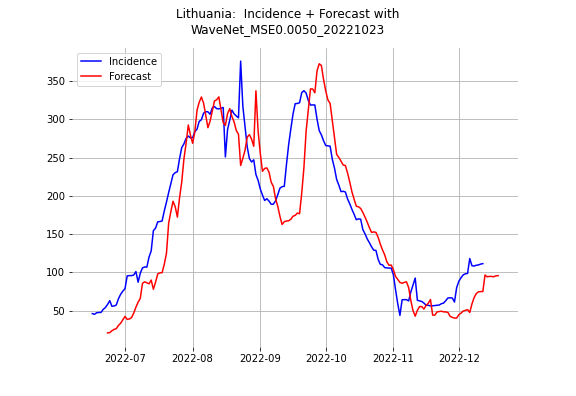 Lithuania:  Incidence + Forecast with
WaveNet_MSE0.0050_20221023
Incidence
Forecast
350
300
250
200
150
100
50
2022-07 2022-08 2022-09 2022-10 2022-11 2022-12